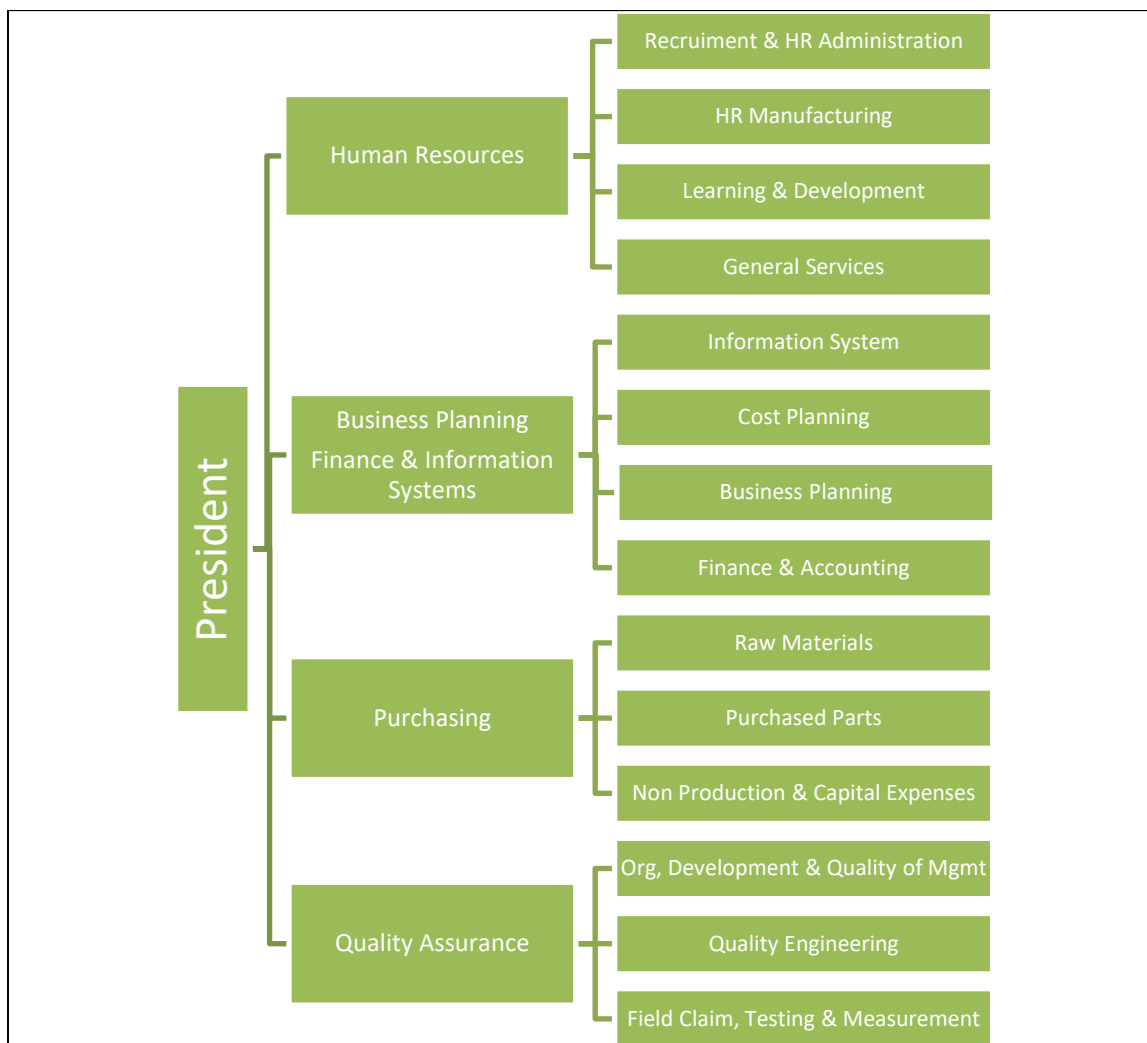 President
Human Resources
Recruiment & HR Administration
HR Manufacturing
Learning & Development
General Services
Business Planning
Finance & Information
Systems
Information System
Cost Planning
Business Planning
Finance & Accounting
Purchasing
Raw Materials
Purchased Parts
Non Production & Capital Expenses
Quality Assurance
Org, Development & Quality of Mgmt
Quality Engineering
Field Claim, Testing & Measurement